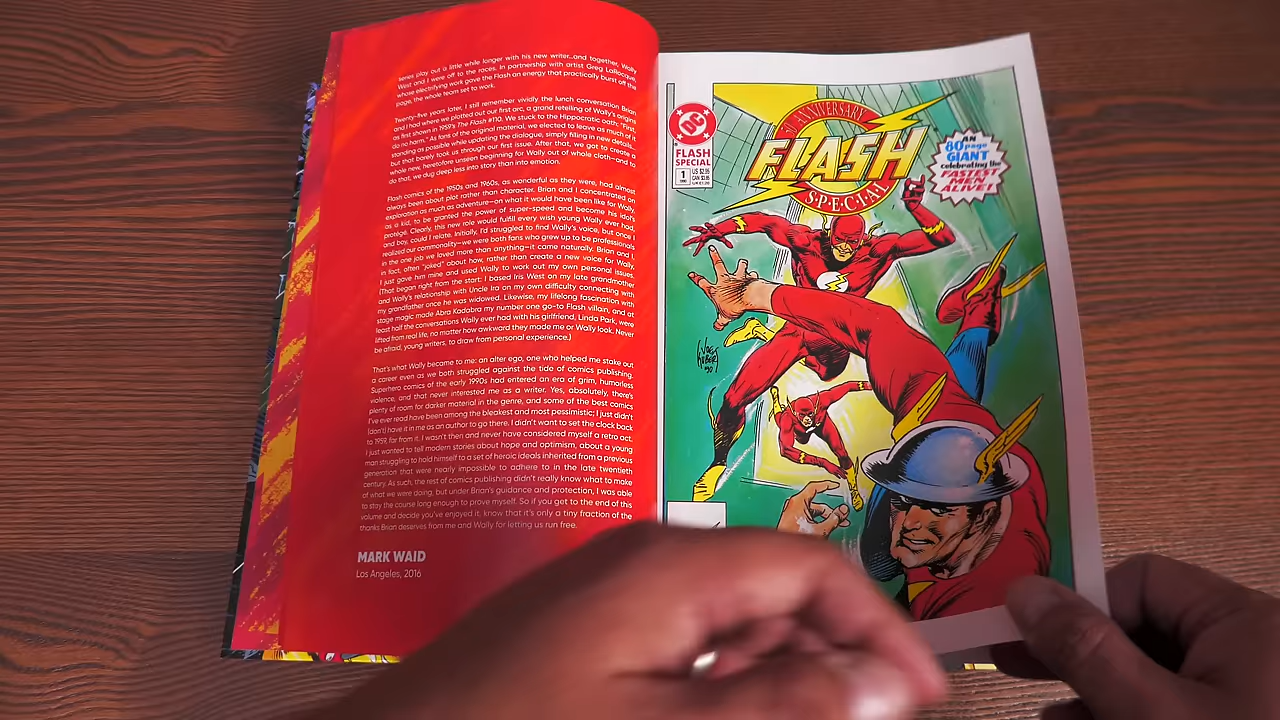 series play out a little while longer with his new writer...and together, Wally
West and I were off to the races. In partnership with artist Greg LaRocque,
whose electrifying work gave the Flash an energy that practically burst off the
page, the whole team set to work.
Twenty-five years later, I still remember vividly the lunch conversation Brian
and I had where we plotted out our first arc, a grand retelling of Wally's origins
as first shown in 1959's The Flash #110. We stuck to the Hippocratic oath: "First,
do no harm." As fans of the original material, we elected to leave as much of it
standing as possible while updating the dialogue, simply filling in new details...
but that barely took us through our first issue. After that, we got to create a
whole new, heretofore unseen beginning for Wally out of whole cloth—and to
do that, we dug deep less into story than into emotion.
Flash comics of the 1950s and 1960s, as wonderful as they were, had almost
always been about plot rather than character. Brian and I concentrated on
exploration as much as adventure—on what it would have been like for Wally,
as a kid, to be granted the power of super-speed and become his idol's
protégé. Clearly, this new role would fulfill every wish young Wally ever had,
and boy, could I relate. Initially, I'd struggled to find Wally's voice, but once I
realized our commonality—we were both fans who grew up to be professionals
in the one job we loved more than anything—it came naturally. Brian and I,
in fact, often "joked" about how, rather than create a new voice for Wally,
I just gave him mine and used Wally to work out my own personal issues.
(That began right from the start: I based Iris West on my late grandmother
and Wally's relationship with Uncle Ira on my own difficulty connecting with
my grandfather once he was widowed. Likewise, my lifelong fascination with
stage magic made Abra Kadabra my number one go-to Flash villain, and at
least half the conversations Wally ever had with his girlfriend, Linda Park, were
lifted from real life, no matter how awkward they made me or Wally look. Never
be afraid, young writers, to draw from personal experience.)
That's what Wally became to me: an alter ego, one who helped me stake out
a career even as we both struggled against the tide of comics publishing.
Superhero comics of the early 1990s had entered an era of grim, humorless
violence, and that never interested me as a writer. Yes, absolutely, there's
plenty of room for darker material in the genre, and some of the best comics
I've ever read have been among the bleakest and most pessimistic; I just didn't
(don't) have it in me as an author to go there. I didn't want to set the clock back
to 1959, far from it. I wasn't then and never have considered myself a retro act.
I just wanted to tell modern stories about hope and optimism, about a young
man struggling to hold himself to a set of heroic ideals inherited from a previous
generation that were nearly impossible to adhere to in the late twentieth
century. As such, the rest of comics publishing didn't really know what to make
of what we were doing, but under Brian's guidance and protection, I was able
to stay the course long enough to prove myself. So if you get to the end of this
volume and decide you've enjoyed it, know that it's only a tiny fraction of the
thanks Brian deserves from me and Wally for letting us run free.
MARK WAID
Los Angeles, 2016
DC
FLASH
SPECIAL
1
US $2.95
50TH ANNIVERSARY
FLASH
S·P·E·C·I·A·L
AN
80 page
GIANT
celebrating the
FASTEST
MEN
ALIVE!
JOE
KUBERT